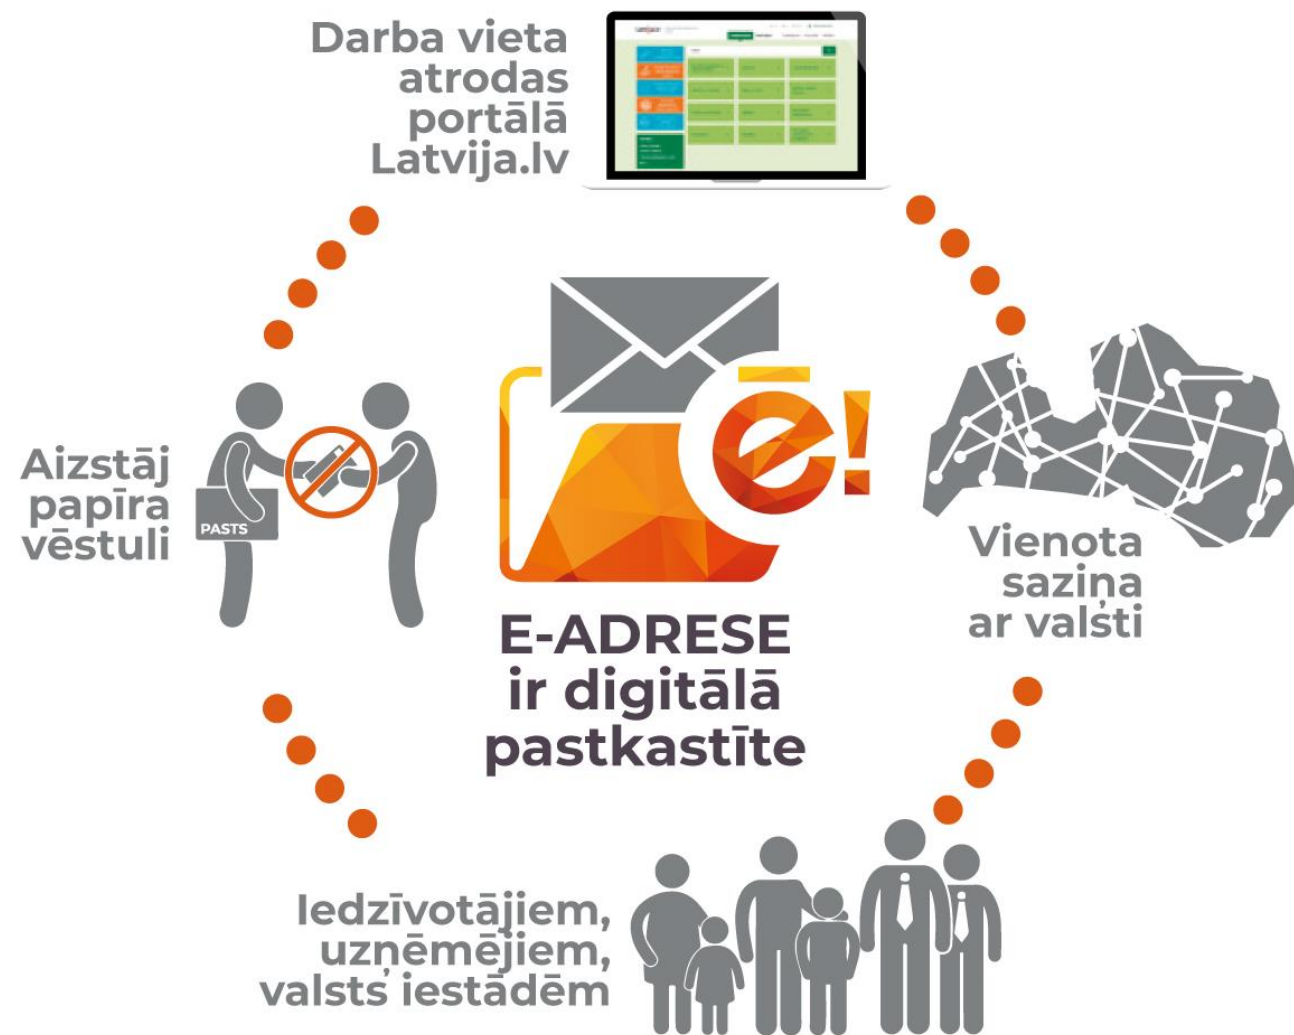 Darba vieta
atrodas
portālā
Latvija.lv
Aizstāj
papīra
vēstuli
PASTS
ē!
Vienota
saziņa
ar valsti
E-ADRESE
ir digitālā
pastkastīte
Iedzīvotājiem,
uzņēmējiem,
valsts iestādēm